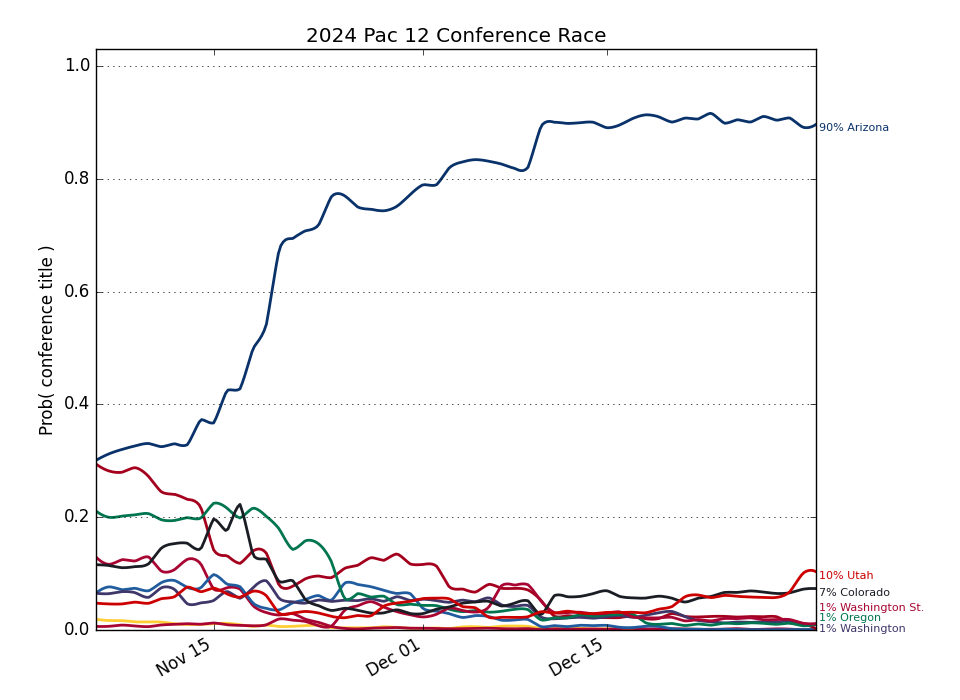 2024 Pac 12 Conference Race
Prob( conference title )
1.0
0.8
0.6
0.4
0.2
0.0
Nov 15
Dec 01
Dec 15
90% Arizona
10% Utah
7% Colorado
1% Washington St.
1% Oregon
1% Washington